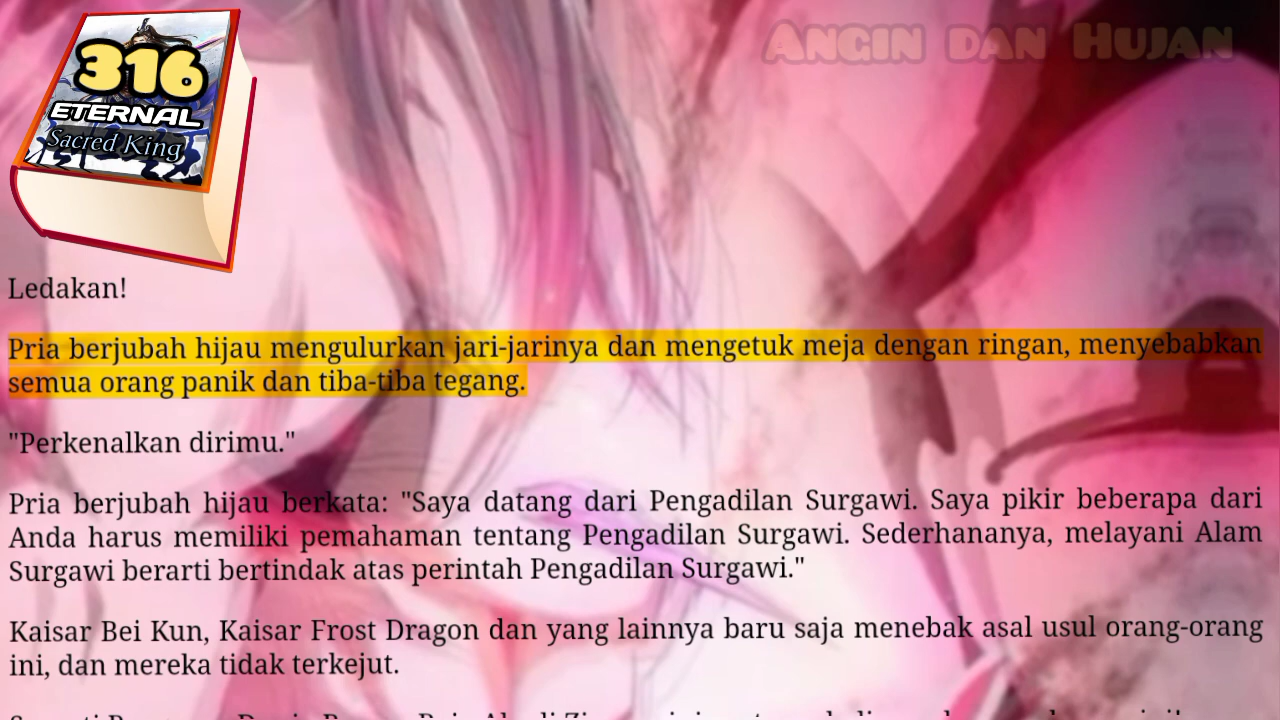 Angin dan Hujan
316
ETERNAL
Sacred King
Ledakan!
Pria berjubah hijau mengulurkan jari-jarinya dan mengetuk meja dengan ringan, menyebabkan
semua orang panik dan tiba-tiba tegang.
"Perkenalkan dirimu."
Pria berjubah hijau berkata: "Saya datang dari Pengadilan Surgawi. Saya pikir beberapa dari
Anda harus memiliki pemahaman tentang Pengadilan Surgawi. Sederhananya, melayani Alam
Surgawi berarti bertindak atas perintah Pengadilan Surgawi."
Kaisar Bei Kun, Kaisar Frost Dragon dan yang lainnya baru saja menebak asal usul orang-orang
ini, dan mereka tidak terkejut.